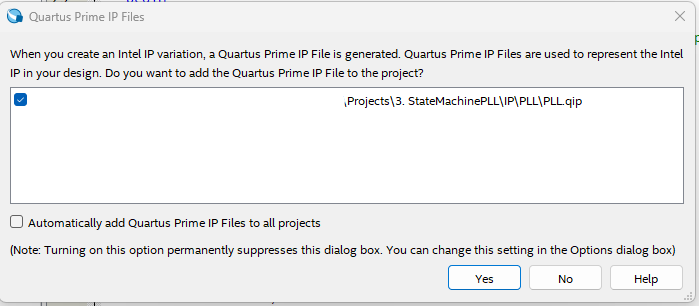 Quartus Prime IP Files
When you create an Intel IP variation, a Quartus Prime IP File is generated. Quartus Prime IP Files are used to represent the Intel
IP in your design. Do you want to add the Quartus Prime IP File to the project?
\Projects\3. StateMachinePLL\IP\PLL\PLL.qip
Automatically add Quartus Prime IP Files to all projects
(Note: Turning on this option permanently suppresses this dialog box. You can change this setting in the Options dialog box)
Yes No Help